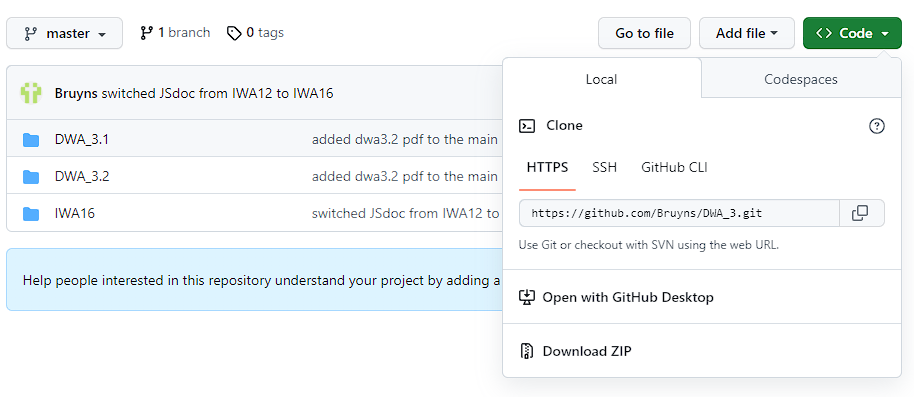 master
1 branch
0 tags
Go to file
Add file
Code
Bruyns switched JSdoc from IWA12 to IWA16
DWA_3.1 added dwa3.2 pdf to the main
DWA_3.2 added dwa3.2 pdf to the main
IWA16 switched JSdoc from IWA12 to
Help people interested in this repository understand your project by adding a
Local
Codespaces
Clone
HTTPS SSH GitHub CLI
https://github.com/Bruyns/DWA_3.git
Use Git or checkout with SVN using the web URL.
Open with GitHub Desktop
Download ZIP